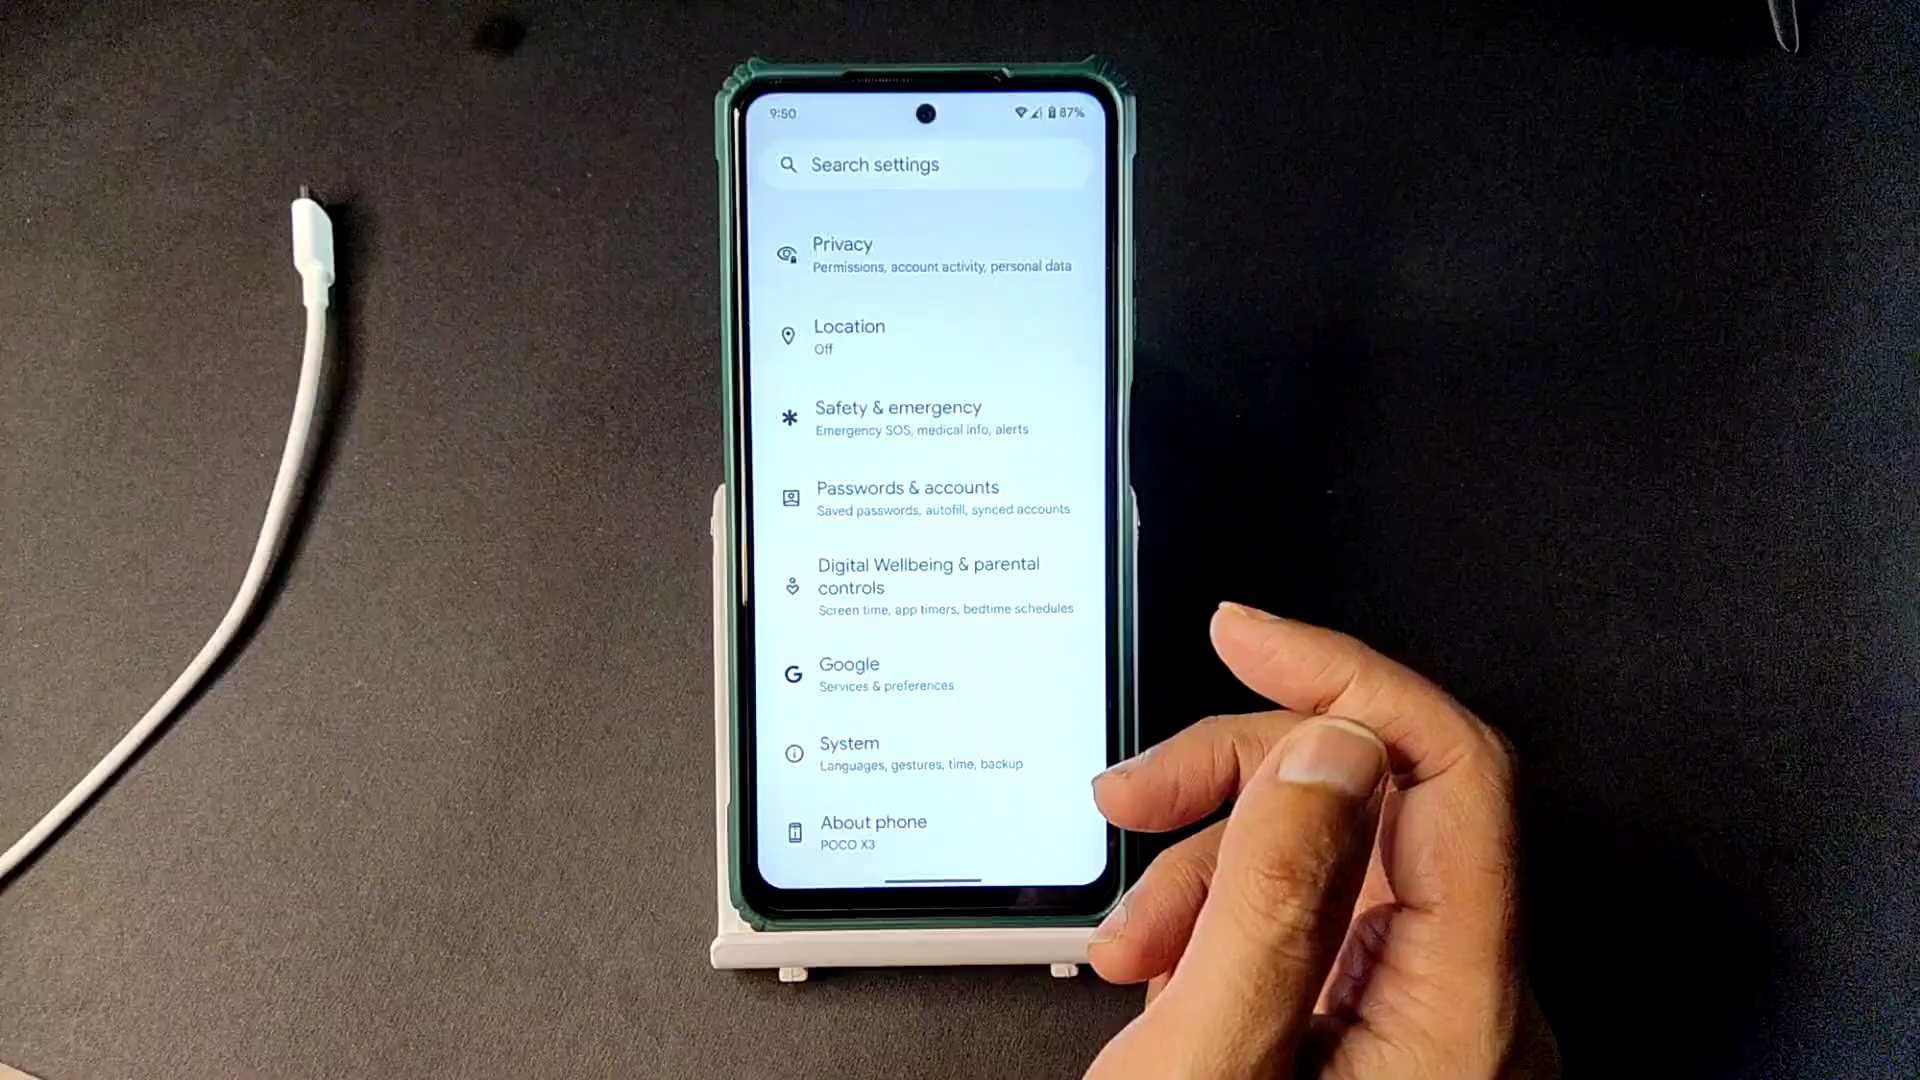 9:50
87%
Search settings
Privacy
Permissions, account activity, personal data
Location
Off
Safety & emergency
Emergency SOS, medical info, alerts
Passwords & accounts
Saved passwords, autofill, synced accounts
Digital Wellbeing & parental
controls
Screen time, app timers, bedtime schedules
Google
Services & preferences
System
Languages, gestures, time, backup
About phone
POCO X3